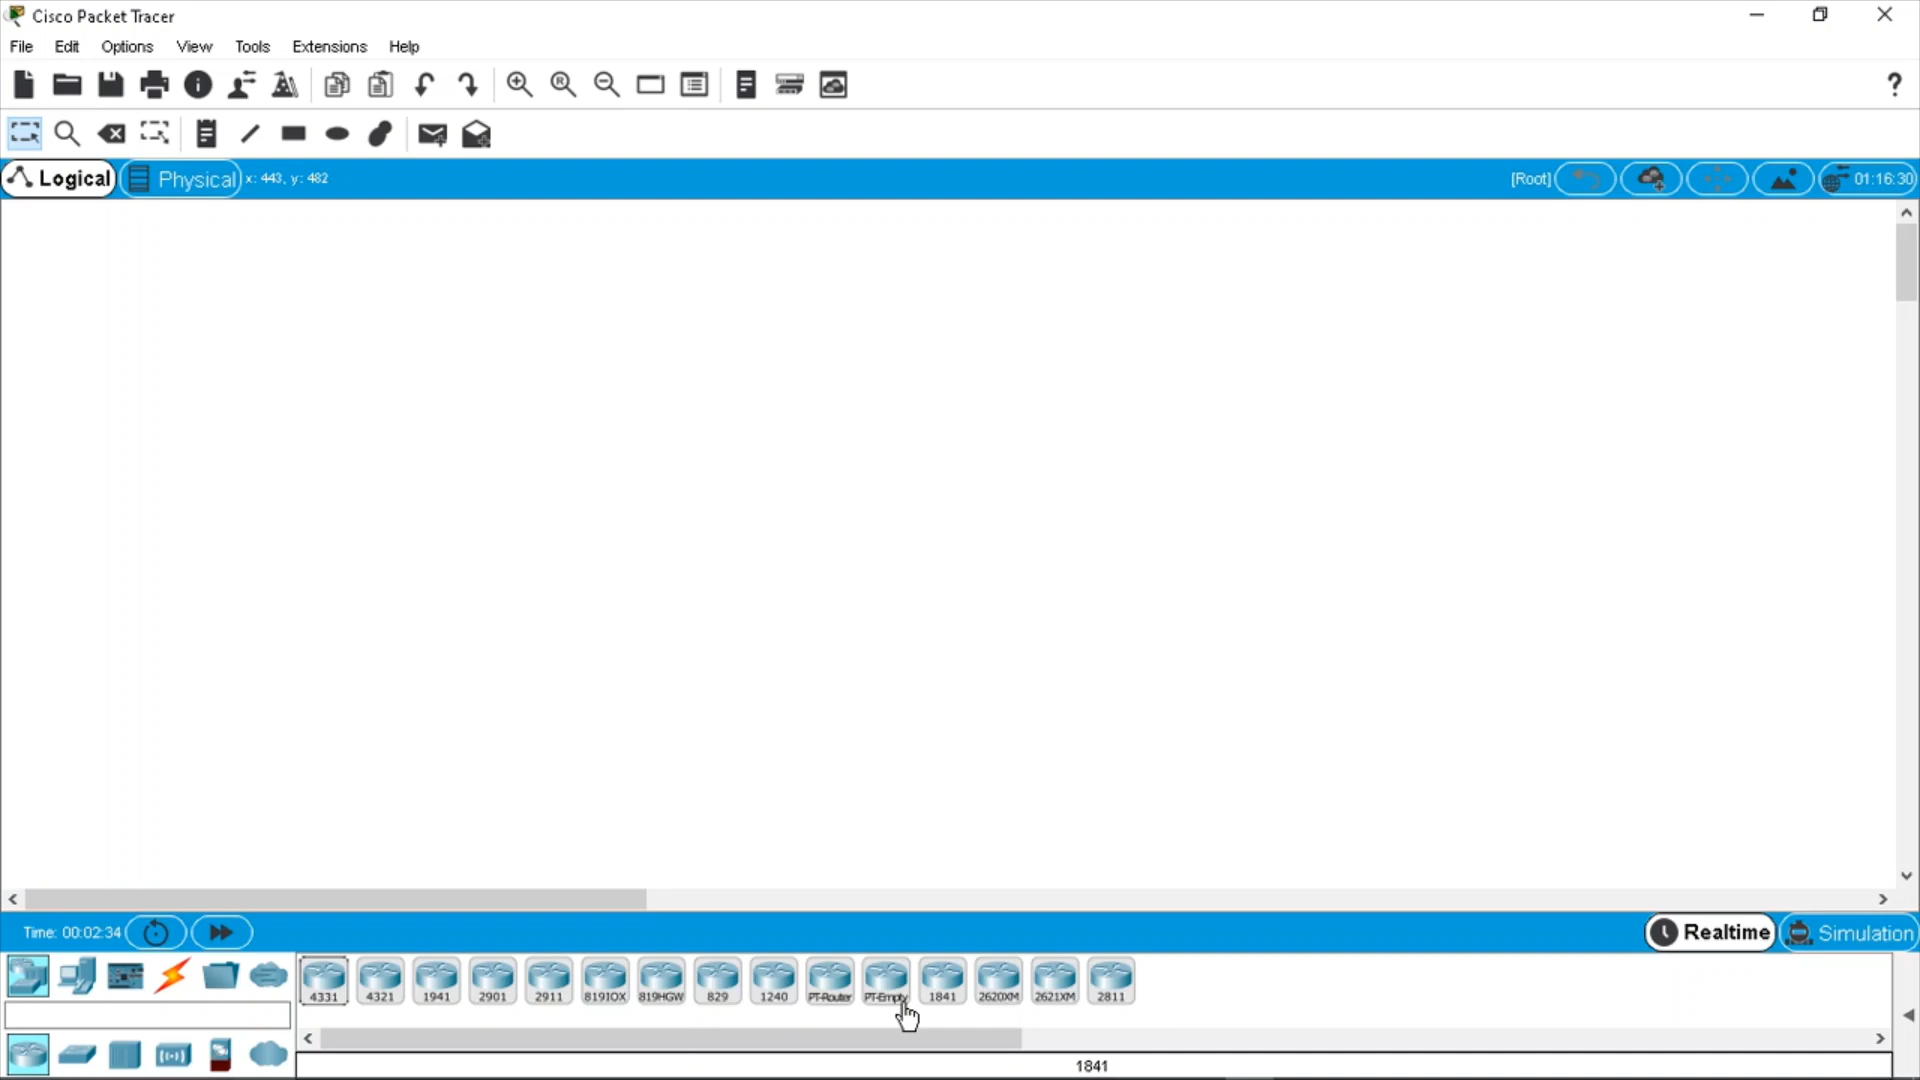 Cisco Packet Tracer
File Edit Options View Tools Extensions Help
?
Logical Physical x: 443, y: 482 [Root] 01:16:30
Time: 00:02:34 Realtime Simulation
4331 4321 1941 2901 2911 819IOX 819HGW 829 1240 PT-Router PT-Empty 1841 2620XM 2621XM 2811
1841